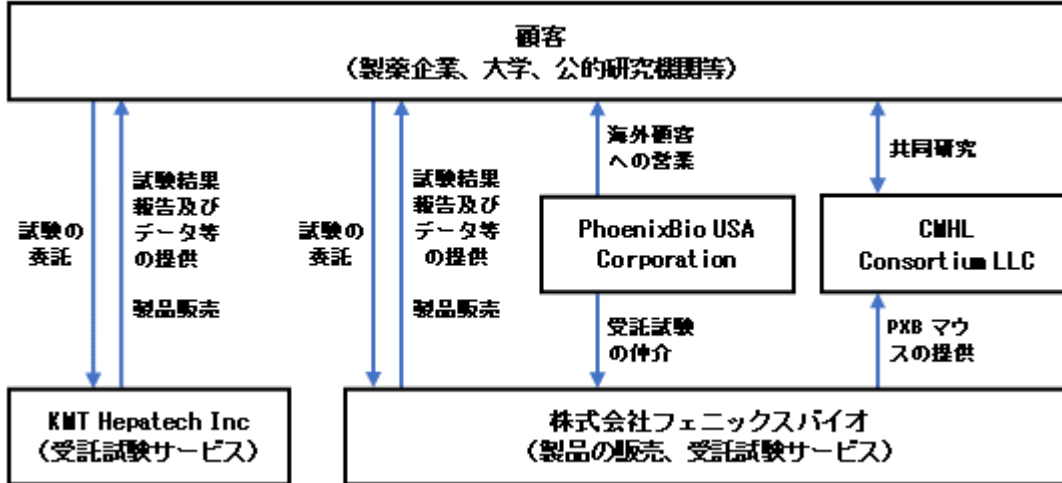 顧客
（製薬企業、大学、公的研究機関等）
試験の
委託
試験結果
報告及び
データ等
の提供
製品販売
試験の
委託
試験結果
報告及び
データ等
の提供
製品販売
海外顧客
への営業
共同研究
PhoenixBio USA
Corporation
CMHL
Consortium LLC
受託試験
の仲介
PXB マウ
スの提供
KMT Hepatech Inc
（受託試験サービス）
株式会社フェニックスバイオ
（製品の販売、受託試験サービス）